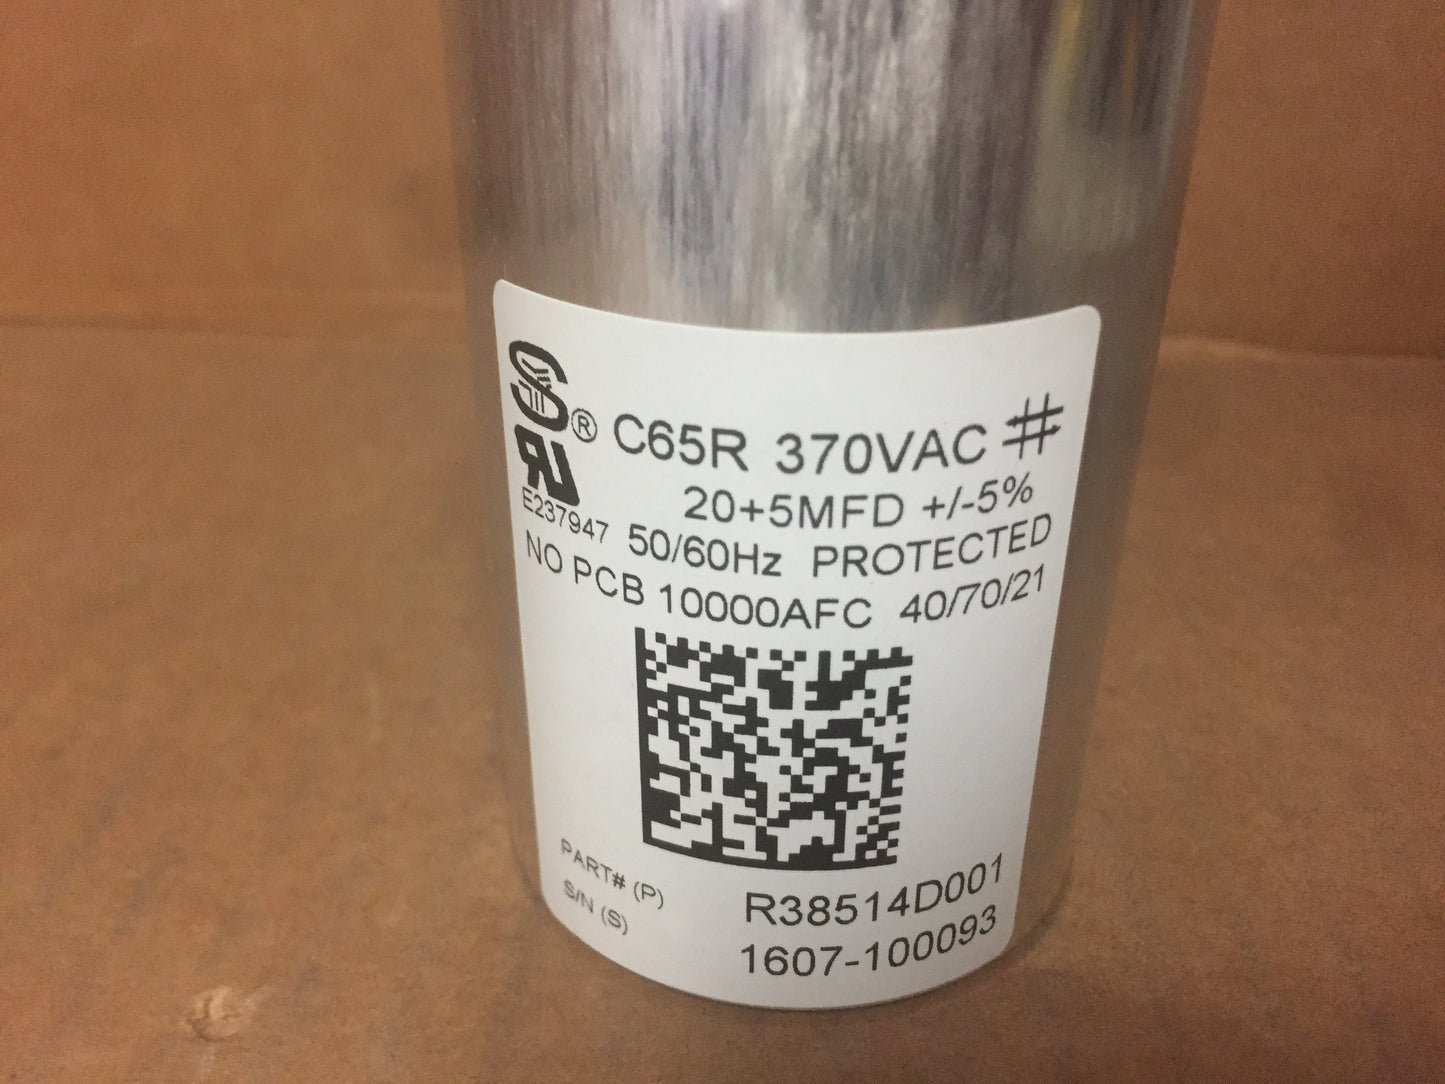 ® C65R 370VAC #
20+5MFD +/-5%
E237947 50/60Hz PROTECTED
NO PCB 10000AFC 40/70/21
PART# (P) R38514D001
S/N (S) 1607-100093